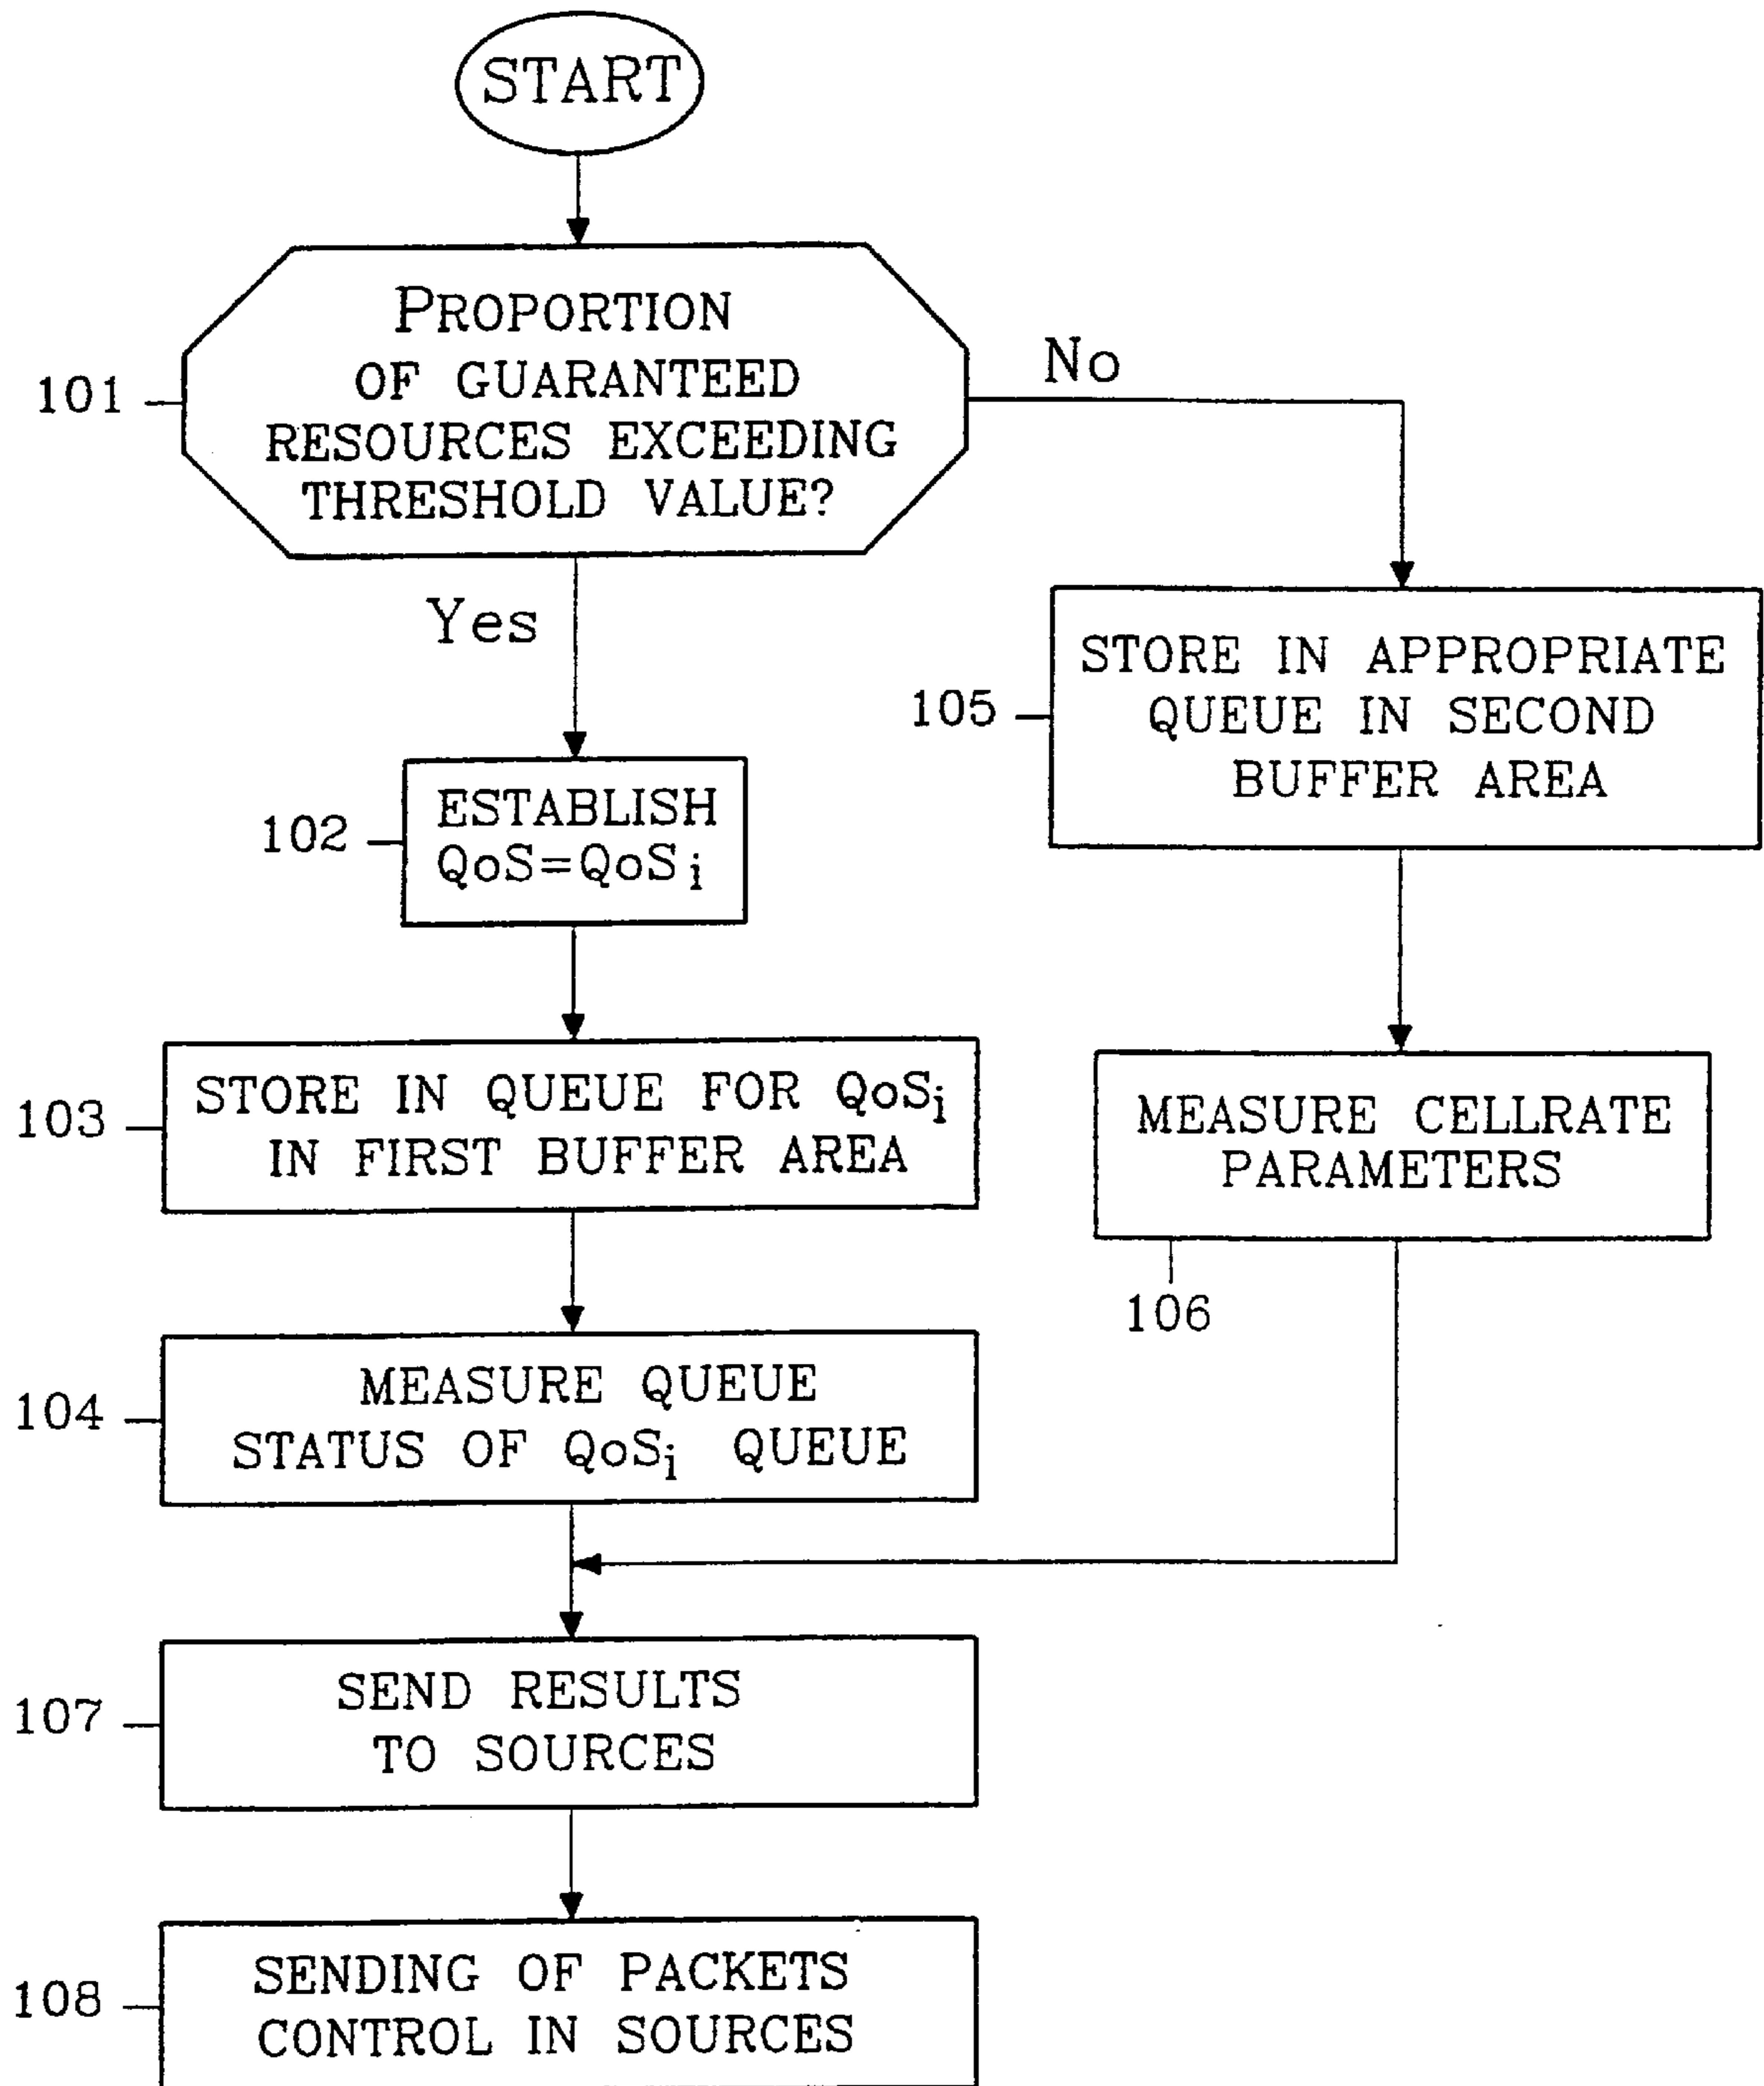 START
PROPORTION
OF GUARANTEED
RESOURCES EXCEEDING
THRESHOLD VALUE?
101
No
Yes
STORE IN APPROPRIATE
QUEUE IN SECOND
BUFFER AREA
105
ESTABLISH
QoS=QoSi
102
STORE IN QUEUE FOR QoSi
IN FIRST BUFFER AREA
103
MEASURE CELLRATE
PARAMETERS
106
MEASURE QUEUE
STATUS OF QoSi QUEUE
104
SEND RESULTS
TO SOURCES
107
SENDING OF PACKETS
CONTROL IN SOURCES
108